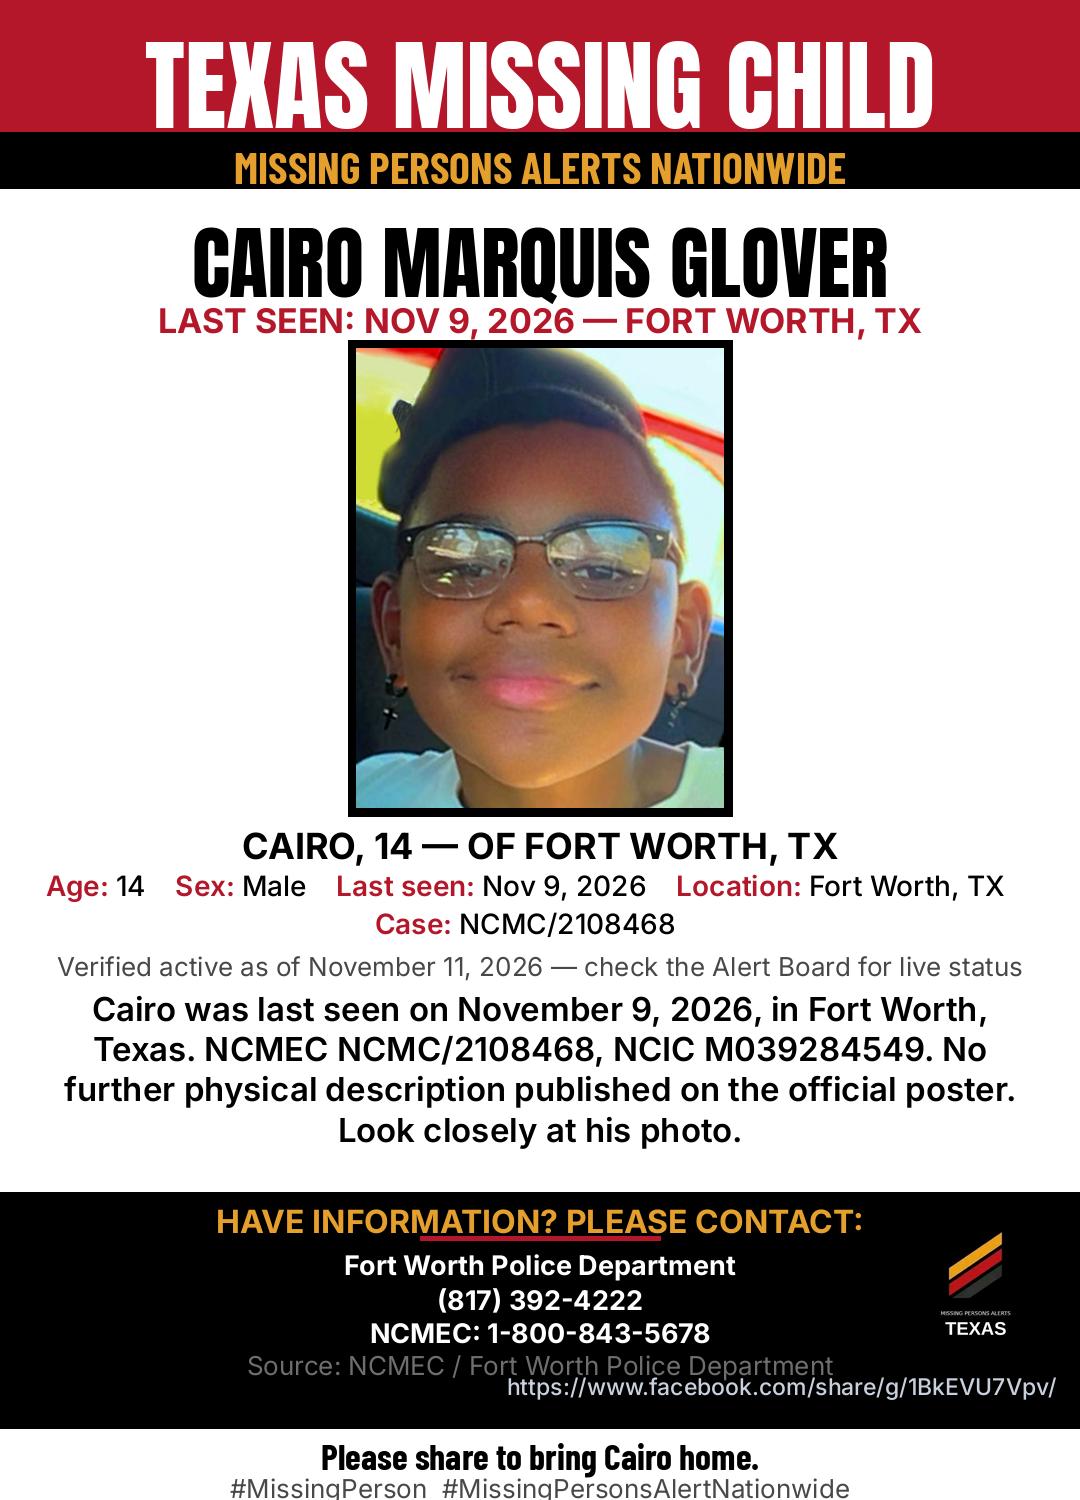 TEXAS MISSING CHILD
MISSING PERSONS ALERTS NATIONWIDE
CAIRO MARQUIS GLOVER
LAST SEEN: NOV 9, 2026 — FORT WORTH, TX
CAIRO, 14 — OF FORT WORTH, TX
Age: 14 Sex: Male Last seen: Nov 9, 2026 Location: Fort Worth, TX
Case: NCMC/2108468
Verified active as of November 11, 2026 — check the Alert Board for live status
Cairo was last seen on November 9, 2026, in Fort Worth,
Texas. NCMEC NCMC/2108468, NCIC M039284549. No
further physical description published on the official poster.
Look closely at his photo.
HAVE INFORMATION? PLEASE CONTACT:
Fort Worth Police Department
(817) 392-4222
NCMEC: 1-800-843-5678
MISSING PERSONS ALERTS
TEXAS
Source: NCMEC / Fort Worth Police Department
https://www.facebook.com/share/g/1BkEVU7Vpv/
Please share to bring Cairo home.
#MissingPerson #MissingPersonsAlertNationwide